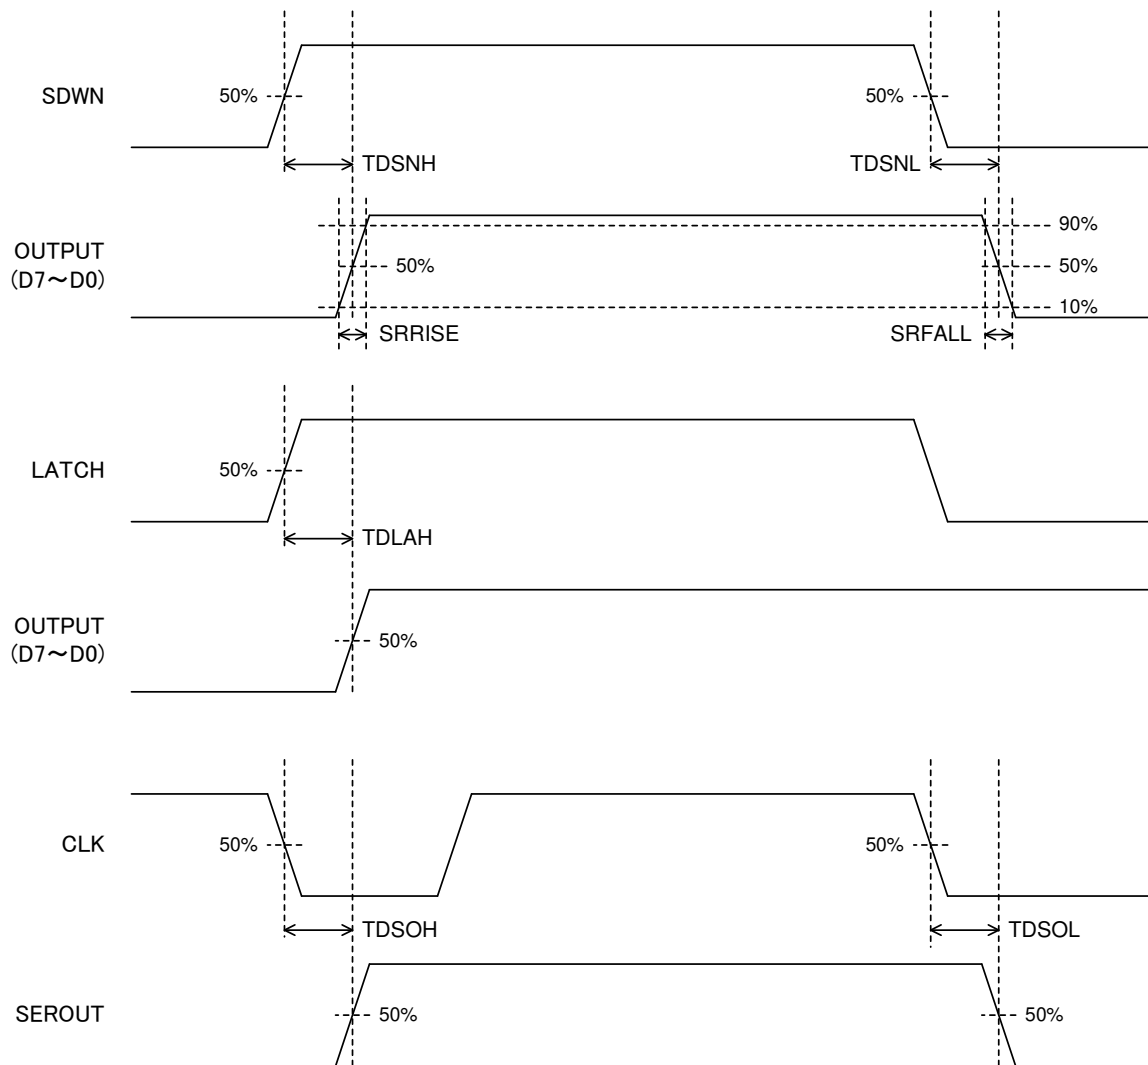 SDWN
50%
50%
TDSNH
TDSNL
OUTPUT
(D7～D0)
90%
50%
50%
10%
SRRISE
SRFALL
LATCH
50%
TDLAH
OUTPUT
(D7～D0)
50%
CLK
50%
50%
TDSOH
TDSOL
SEROUT
50%
50%